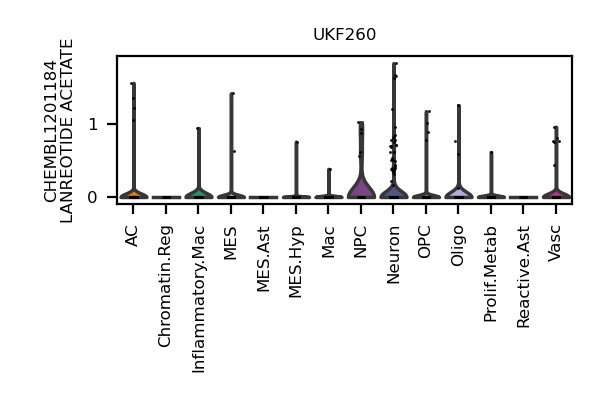 UKF260
CHEMBL1201184
LANREOTIDE ACETATE
1
0
AC
Chromatin.Reg
Inflammatory.Mac
MES
MES.Ast
MES.Hyp
Mac
NPC
Neuron
OPC
Oligo
Prolif.Metab
Reactive.Ast
Vasc